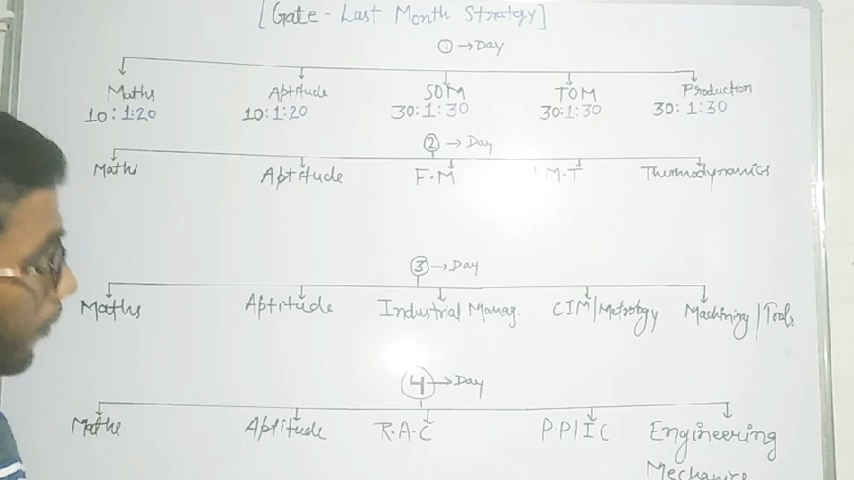 [Gate - Last Month Strategy]
① → Day
Maths Aptitude SOM TOM Production
10:1:20 10:1:20 30:1:30 30:1:30 30:1:30
② → Day
Maths Aptitude F.M M.T Thermodynamics
③ → Day
Maths Aptitude Industrial Manag. CIM/Metrology Machining/Tools
④ → Day
Maths Aptitude R.A.C P.P/I C Engineering
Mechanics